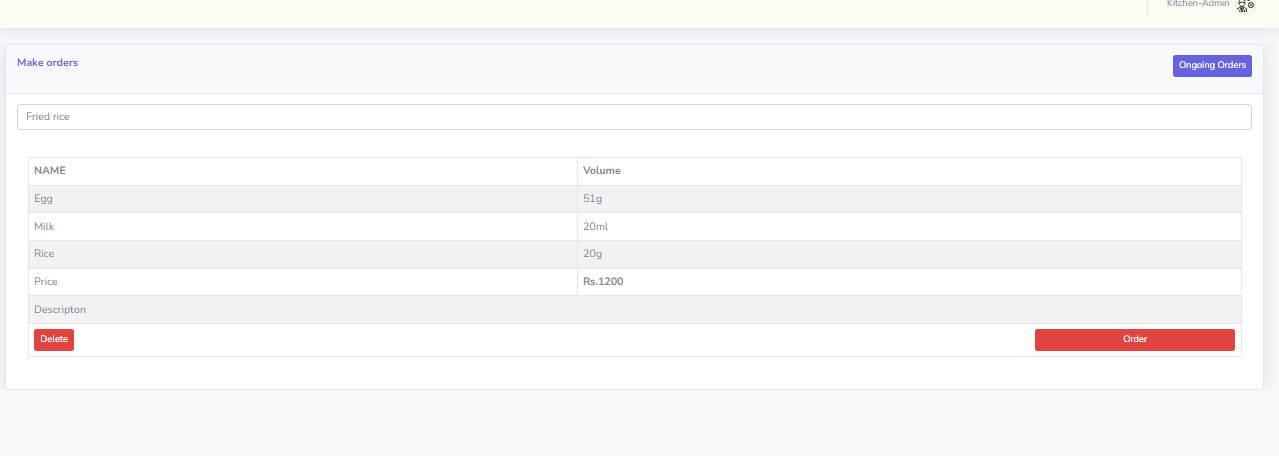 Kitchen-Admin
Make orders
Ongoing Orders
Fried rice
NAME Volume
Egg 51g
Milk 20ml
Rice 20g
Price Rs.1200
Descripton
Delete Order